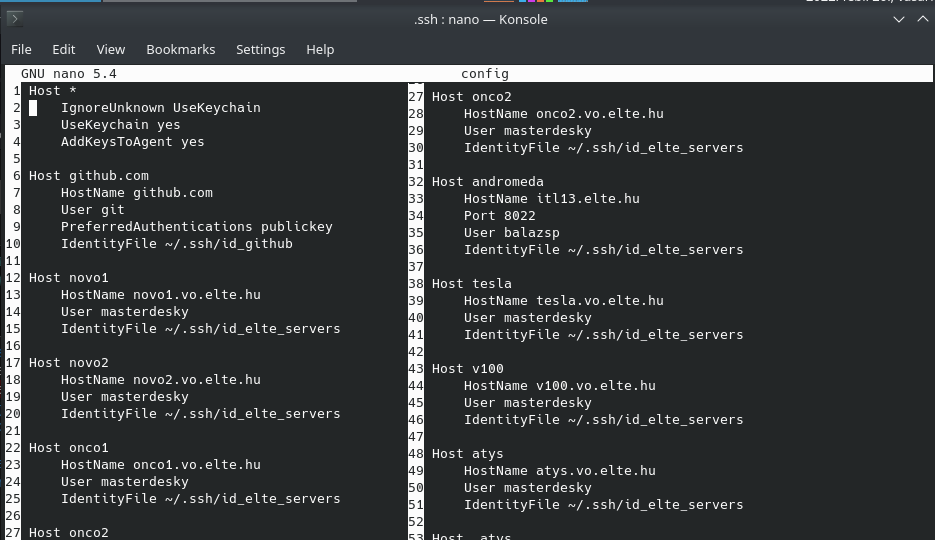 .ssh : nano — Konsole
File Edit View Bookmarks Settings Help
GNU nano 5.4 config
1 Host *
2 IgnoreUnknown UseKeychain
3 UseKeychain yes
4 AddKeysToAgent yes
5
6 Host github.com
7 HostName github.com
8 User git
9 PreferredAuthentications publickey
10 IdentityFile ~/.ssh/id_github
11
12 Host novo1
13 HostName novo1.vo.elte.hu
14 User masterdesky
15 IdentityFile ~/.ssh/id_elte_servers
16
17 Host novo2
18 HostName novo2.vo.elte.hu
19 User masterdesky
20 IdentityFile ~/.ssh/id_elte_servers
21
22 Host onco1
23 HostName onco1.vo.elte.hu
24 User masterdesky
25 IdentityFile ~/.ssh/id_elte_servers
26
27 Host onco2
27 Host onco2
28 HostName onco2.vo.elte.hu
29 User masterdesky
30 IdentityFile ~/.ssh/id_elte_servers
31
32 Host andromeda
33 HostName itl13.elte.hu
34 Port 8022
35 User balazsp
36 IdentityFile ~/.ssh/id_elte_servers
37
38 Host tesla
39 HostName tesla.vo.elte.hu
40 User masterdesky
41 IdentityFile ~/.ssh/id_elte_servers
42
43 Host v100
44 HostName v100.vo.elte.hu
45 User masterdesky
46 IdentityFile ~/.ssh/id_elte_servers
47
48 Host atys
49 HostName atys.vo.elte.hu
50 User masterdesky
51 IdentityFile ~/.ssh/id_elte_servers
52
53 Host